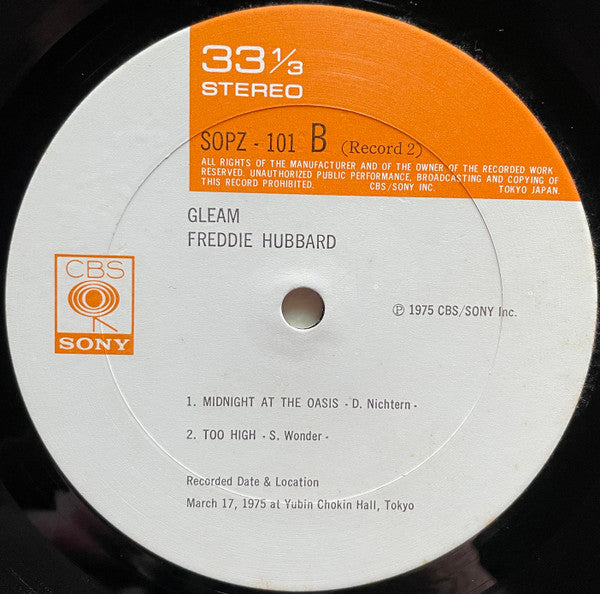 33 1/3
STEREO
SOPZ - 101 B (Record 2)
ALL RIGHTS OF THE MANUFACTURER AND OF THE OWNER OF THE RECORDED WORK
RESERVED. UNAUTHORIZED PUBLIC PERFORMANCE, BROADCASTING AND COPYING OF
THIS RECORD PROHIBITED. CBS/SONY INC. TOKYO JAPAN.
GLEAM
FREDDIE HUBBARD
CBS
SONY
℗ 1975 CBS/SONY Inc.
1. MIDNIGHT AT THE OASIS - D. Nichtern -
2. TOO HIGH - S. Wonder -
Recorded Date & Location
March 17, 1975 at Yubin Chokin Hall, Tokyo